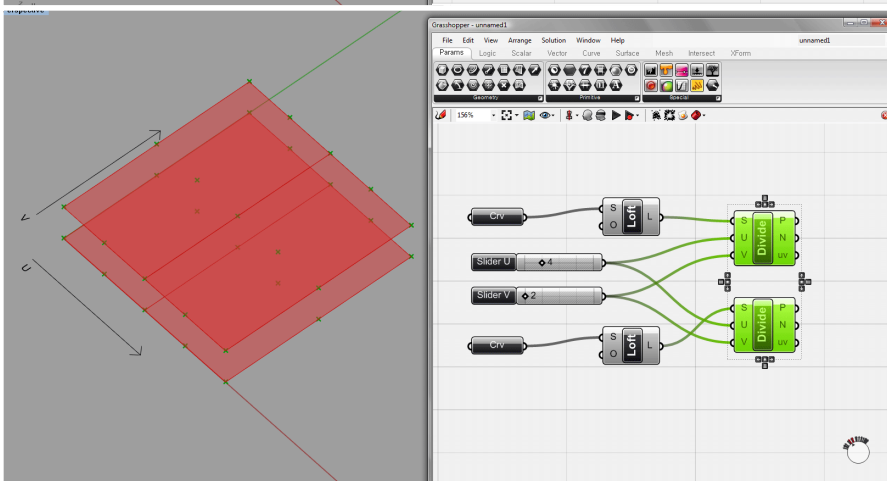 Perspective
V
U
Grasshopper - unnamed1
File Edit View Arrange Solution Window Help unnamed1
Params Logic Scalar Vector Curve Surface Mesh Intersect XForm
Geometry Primitive Special
156%
Crv
S
O
Loft
L
S
U
V
Divide
P
N
uv
Slider U 4
Slider V 2
Crv
S
O
Loft
L
S
U
V
Divide
P
N
uv